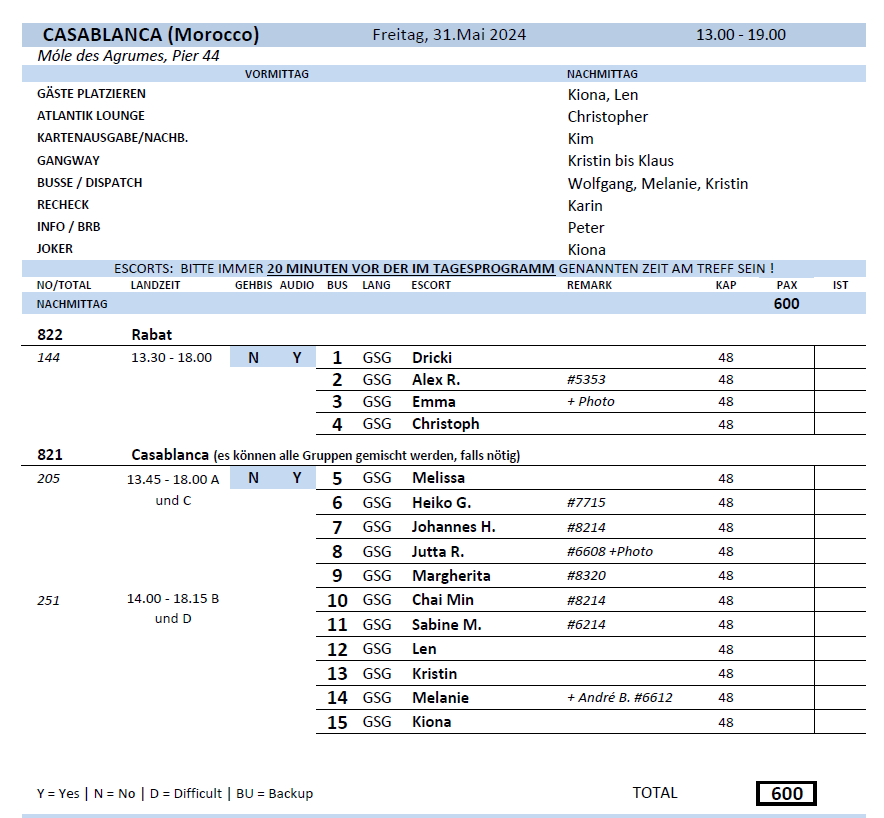 CASABLANCA (Morocco) Freitag, 31.Mai 2024 13.00 - 19.00
Móle des Agrumes, Pier 44
VORMITTAG NACHMITTAG
GÄSTE PLATZIEREN Kiona, Len
ATLANTIK LOUNGE Christopher
KARTENAUSGABE/NACHB. Kim
GANGWAY Kristin bis Klaus
BUSSE / DISPATCH Wolfgang, Melanie, Kristin
RECHECK Karin
INFO / BRB Peter
JOKER Kiona
ESCORTS: BITTE IMMER 20 MINUTEN VOR DER IM TAGESPROGRAMM GENANNTEN ZEIT AM TREFF SEIN !
NO/TOTAL LANDZEIT GEHBIS AUDIO BUS LANG ESCORT REMARK KAP PAX IST
NACHMITTAG 600
822 Rabat
144 13.30 - 18.00 N Y 1 GSG Dricki 48
2 GSG Alex R. #5353 48
3 GSG Emma + Photo 48
4 GSG Christoph 48
821 Casablanca (es können alle Gruppen gemischt werden, falls nötig)
205 13.45 - 18.00 A N Y 5 GSG Melissa 48
und C 6 GSG Heiko G. #7715 48
7 GSG Johannes H. #8214 48
8 GSG Jutta R. #6608 +Photo 48
9 GSG Margherita #8320 48
251 14.00 - 18.15 B 10 GSG Chai Min #8214 48
und D 11 GSG Sabine M. #6214 48
12 GSG Len 48
13 GSG Kristin 48
14 GSG Melanie + André B. #6612 48
15 GSG Kiona 48
Y = Yes | N = No | D = Difficult | BU = Backup TOTAL 600